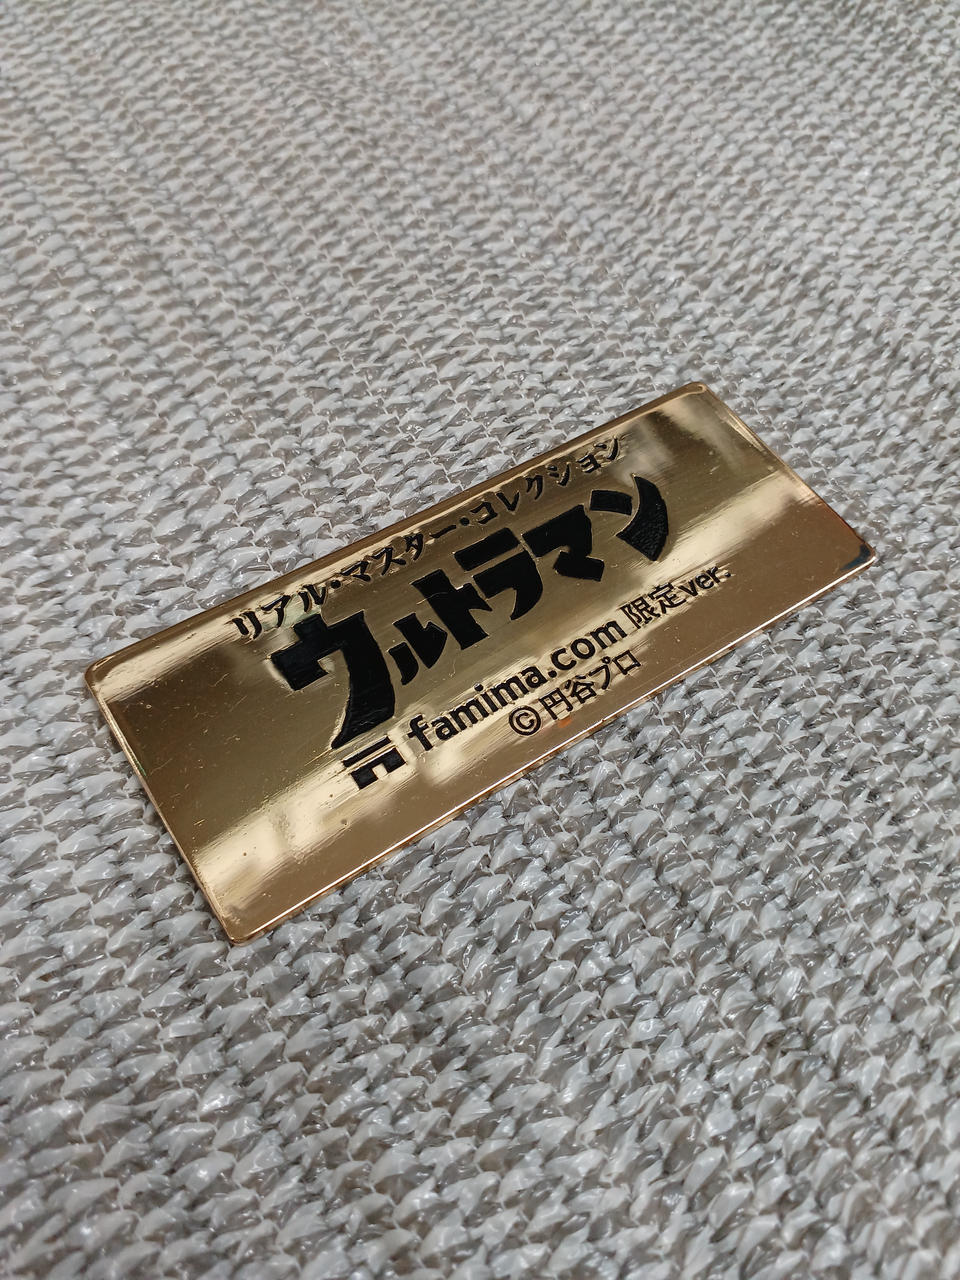 リアル・マスター・コレクション
ウルトラマン
famima.com 限定ver.
©円谷プロ